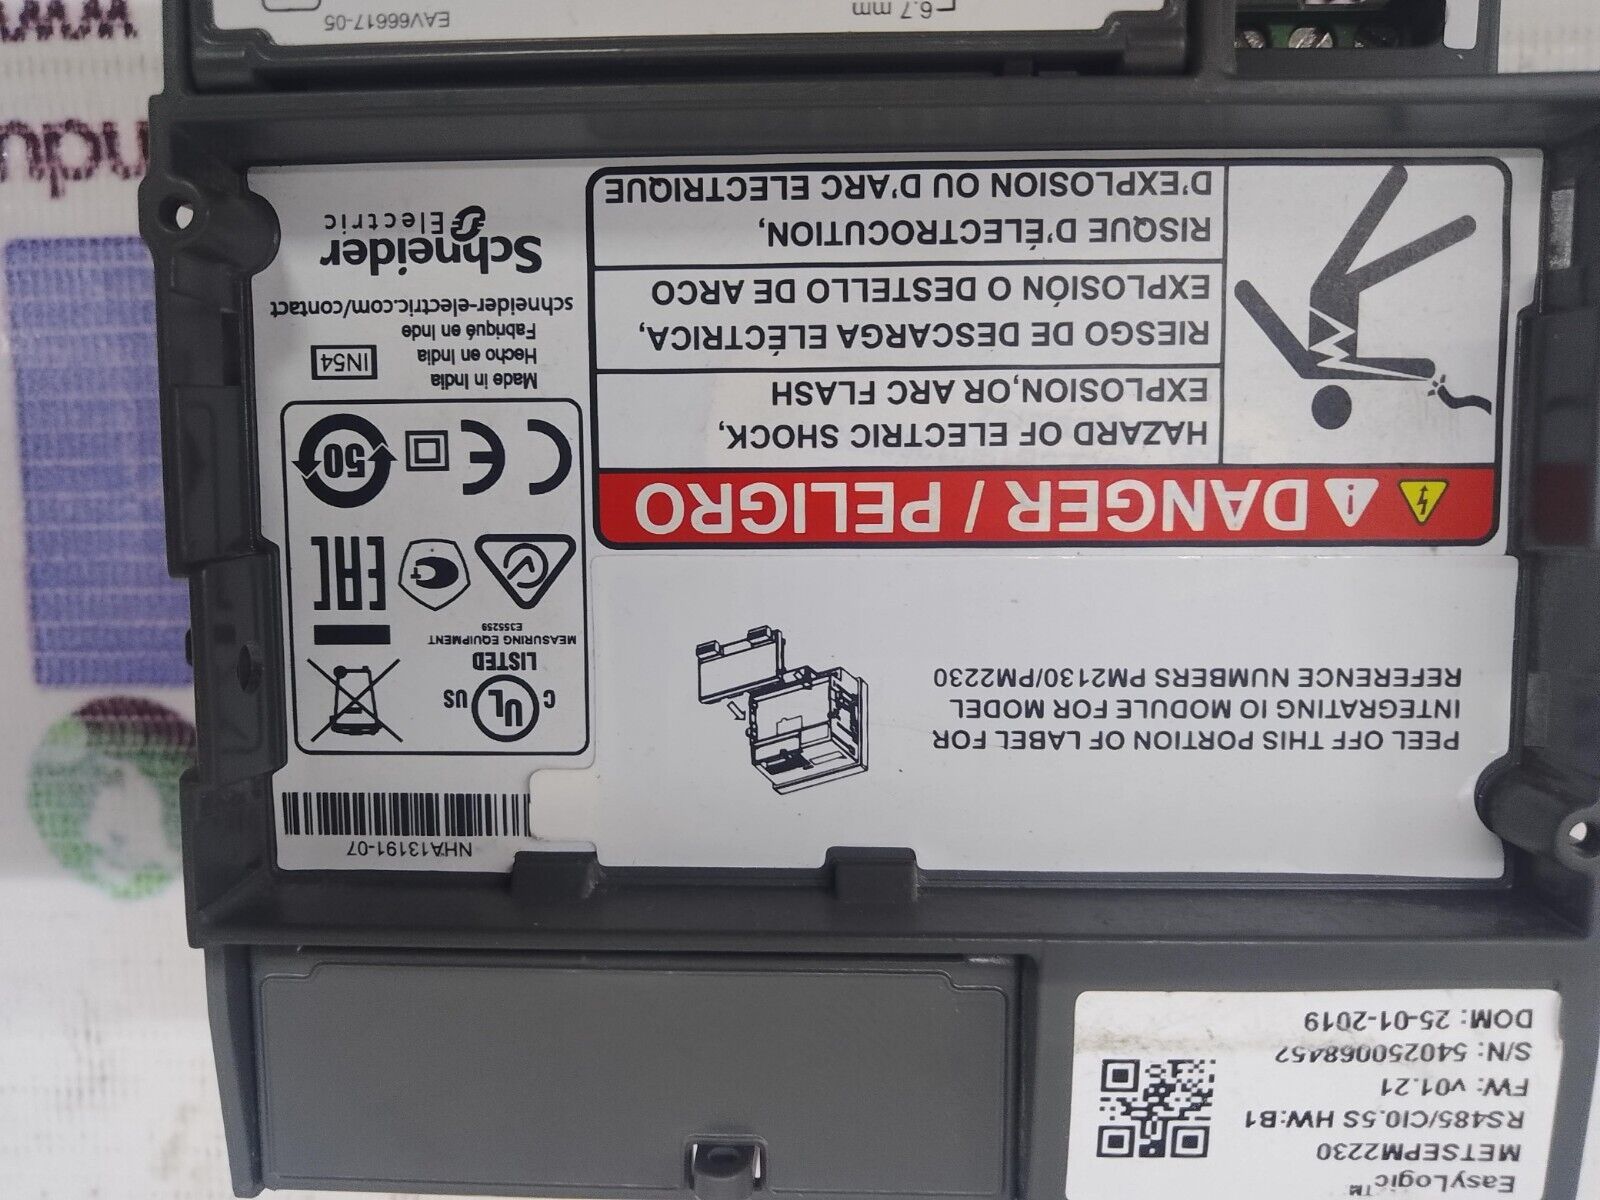 EasyLogic™
METSEPM2230
RS485/Cl0.5S HW:B1
FW: v01.21
S/N: 540250068452
DOM: 25-01-2019
NHA13191-07
PEEL OFF THIS PORTION OF LABEL FOR
INTEGRATING IO MODULE FOR MODEL
REFERENCE NUMBERS PM2130/PM2230
C UL US
LISTED
MEASURING EQUIPMENT
E355259
EAC
CE
50
DANGER / PELIGRO
HAZARD OF ELECTRIC SHOCK,
EXPLOSION,OR ARC FLASH
RIESGO DE DESCARGA ELÉCTRICA,
EXPLOSIÓN O DESTELLO DE ARCO
RISQUE D'ÉLECTROCUTION,
D'EXPLOSION OU D'ARC ELECTRIQUE
Made in India
Hecho en India
Fabriqué en Inde
IN54
schneider-electric.com/contact
Schneider
Electric
6.7 mm
EAV66617-05
www